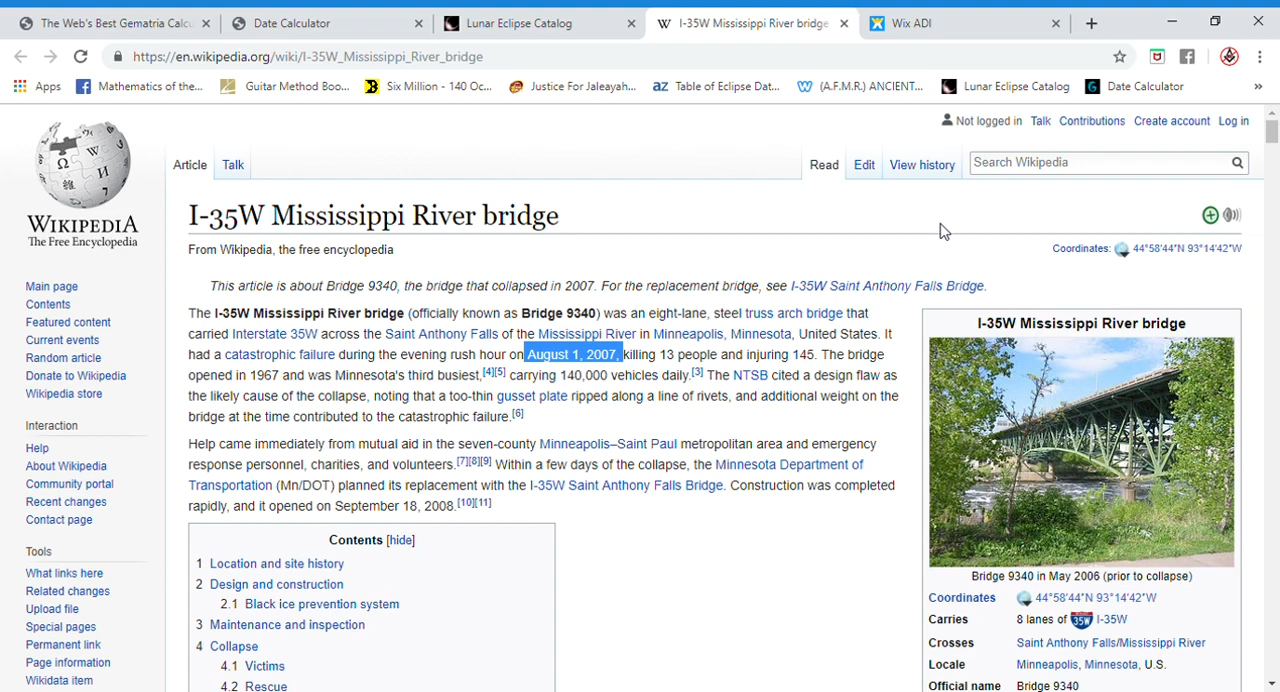 The Web's Best Gematria Calcu
Date Calculator
Lunar Eclipse Catalog
I-35W Mississippi River bridge
Wix ADI
https://en.wikipedia.org/wiki/I-35W_Mississippi_River_bridge
Apps
Mathematics of the...
Guitar Method Boo...
Six Million - 140 Oc...
Justice For Jaleayah...
Table of Eclipse Dat...
(A.F.M.R.) ANCIENT...
Lunar Eclipse Catalog
Date Calculator
Not logged in Talk Contributions Create account Log in
Article Talk
Read Edit View history
Search Wikipedia
WIKIPEDIA
The Free Encyclopedia
Main page
Contents
Featured content
Current events
Random article
Donate to Wikipedia
Wikipedia store
Interaction
Help
About Wikipedia
Community portal
Recent changes
Contact page
Tools
What links here
Related changes
Upload file
Special pages
Permanent link
Page information
Wikidata item
I-35W Mississippi River bridge
From Wikipedia, the free encyclopedia
Coordinates: 44°58′44″N 93°14′42″W
This article is about Bridge 9340, the bridge that collapsed in 2007. For the replacement bridge, see I-35W Saint Anthony Falls Bridge.
The I-35W Mississippi River bridge (officially known as Bridge 9340) was an eight-lane, steel truss arch bridge that
carried Interstate 35W across the Saint Anthony Falls of the Mississippi River in Minneapolis, Minnesota, United States. It
had a catastrophic failure during the evening rush hour on August 1, 2007, killing 13 people and injuring 145. The bridge
opened in 1967 and was Minnesota's third busiest,[4][5] carrying 140,000 vehicles daily.[3] The NTSB cited a design flaw as
the likely cause of the collapse, noting that a too-thin gusset plate ripped along a line of rivets, and additional weight on the
bridge at the time contributed to the catastrophic failure.[6]
Help came immediately from mutual aid in the seven-county Minneapolis–Saint Paul metropolitan area and emergency
response personnel, charities, and volunteers.[7][8][9] Within a few days of the collapse, the Minnesota Department of
Transportation (Mn/DOT) planned its replacement with the I-35W Saint Anthony Falls Bridge. Construction was completed
rapidly, and it opened on September 18, 2008.[10][11]
Contents [hide]
1 Location and site history
2 Design and construction
2.1 Black ice prevention system
3 Maintenance and inspection
4 Collapse
4.1 Victims
4.2 Rescue
I-35W Mississippi River bridge
Bridge 9340 in May 2006 (prior to collapse)
Coordinates 44°58′44″N 93°14′42″W
Carries 8 lanes of 35W I-35W
Crosses Saint Anthony Falls/Mississippi River
Locale Minneapolis, Minnesota, U.S.
Official name Bridge 9340